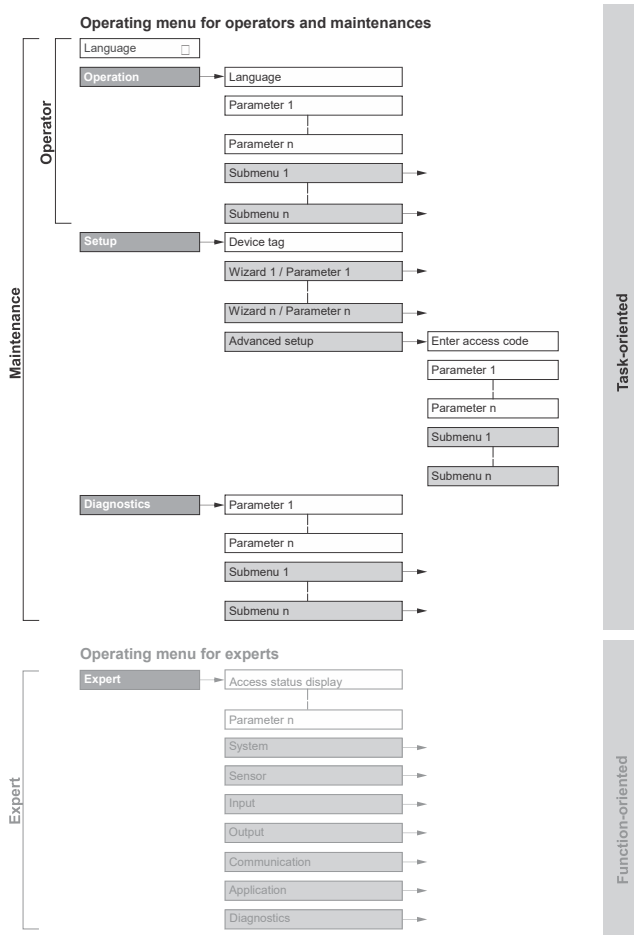 Operating menu for operators and maintenances
Language
Operation
Language
Parameter 1
Parameter n
Submenu 1
Submenu n
Setup
Device tag
Wizard 1 / Parameter 1
Wizard n / Parameter n
Advanced setup
Enter access code
Parameter 1
Parameter n
Submenu 1
Submenu n
Diagnostics
Parameter 1
Parameter n
Submenu 1
Submenu n
Operator
Maintenance
Task-oriented
Operating menu for experts
Expert
Access status display
Parameter n
System
Sensor
Input
Output
Communication
Application
Diagnostics
Expert
Function-oriented